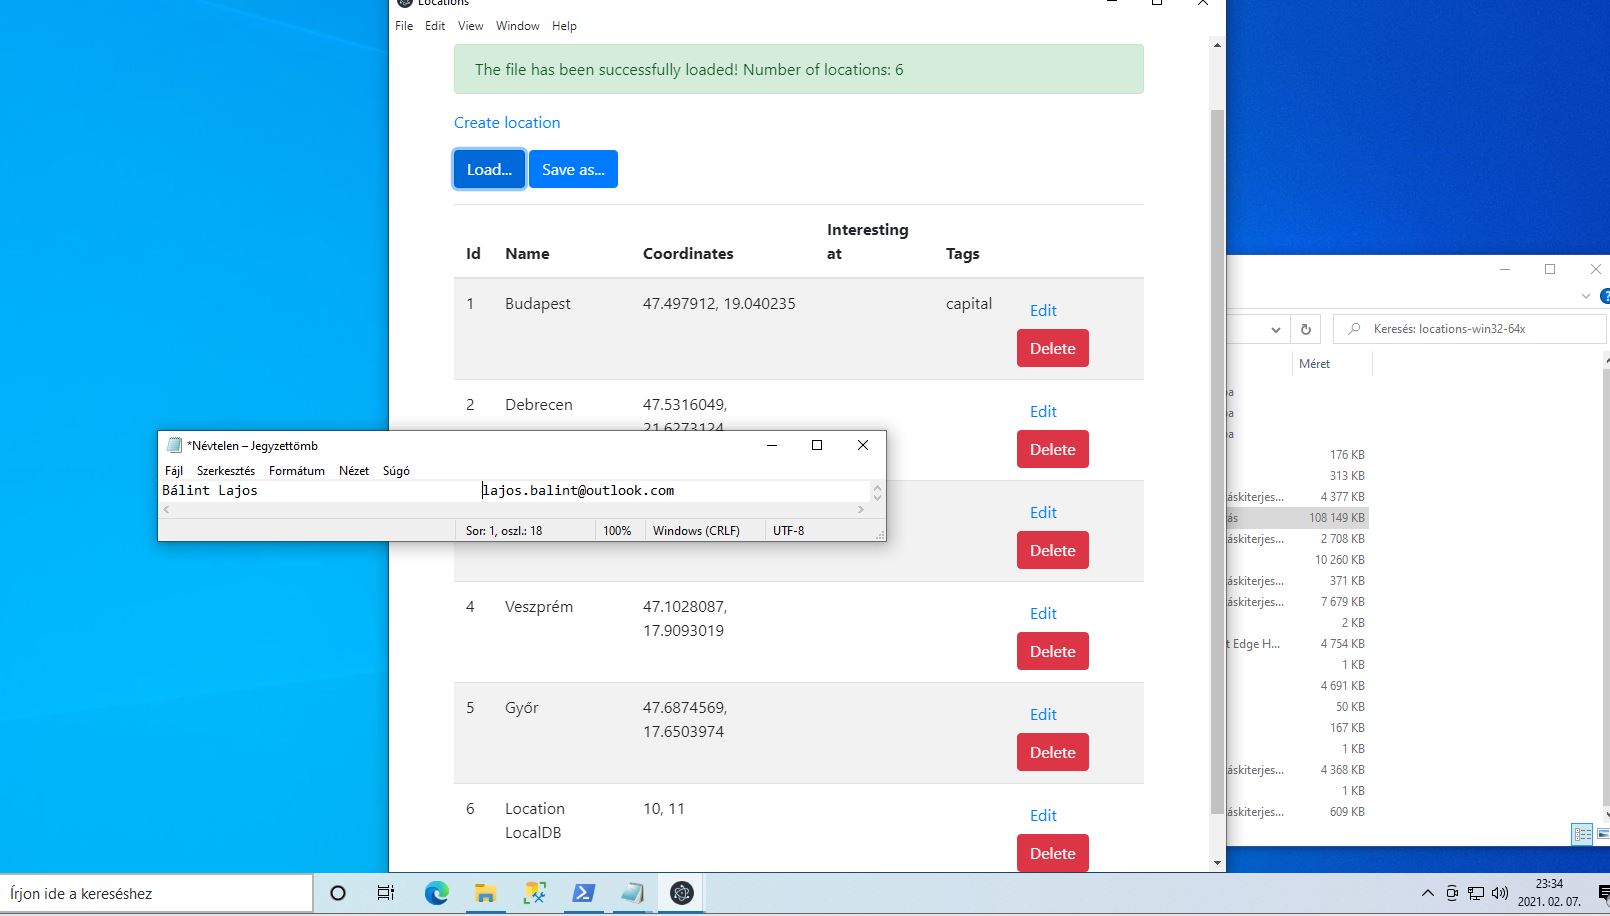 Locations
File Edit View Window Help
The file has been successfully loaded! Number of locations: 6
Create location
Load... Save as...
Id Name Coordinates Interesting at Tags
1 Budapest 47.497912, 19.040235 capital Edit
Delete
2 Debrecen 47.5316049, Edit
21.6273124
Delete
*Névtelen – Jegyzettömb
Fájl Szerkesztés Formátum Nézet Súgó
Bálint Lajos lajos.balint@outlook.com
Sor: 1, oszl.: 18 100% Windows (CRLF) UTF-8
Edit
Delete
4 Veszprém 47.1028087, Edit
17.9093019
Delete
5 Győr 47.6874569, Edit
17.6503974
Delete
6 Location 10, 11 Edit
LocalDB
Delete
Keresés: locations-win32-64x
Méret
176 KB
313 KB
áskiterjes... 4 377 KB
ás 108 149 KB
áskiterjes... 2 708 KB
10 260 KB
áskiterjes... 371 KB
áskiterjes... 7 679 KB
2 KB
t Edge H... 4 754 KB
1 KB
4 691 KB
50 KB
167 KB
1 KB
áskiterjes... 4 368 KB
1 KB
áskiterjes... 609 KB
Írjon ide a kereséshez
23:34
2021. 02. 07.